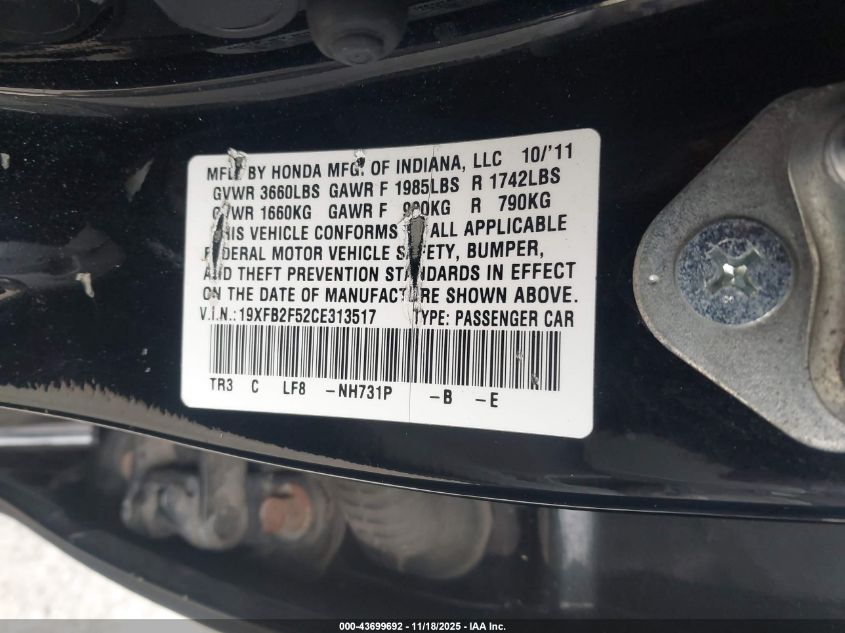 MFD BY HONDA MFG. OF INDIANA, LLC 10/'11
GVWR 3660LBS GAWR F 1985LBS R 1742LBS
GVWR 1660KG GAWR F 900KG R 790KG
THIS VEHICLE CONFORMS ALL APPLICABLE
FEDERAL MOTOR VEHICLE SAFETY, BUMPER,
AND THEFT PREVENTION STANDARDS IN EFFECT
ON THE DATE OF MANUFACTURE SHOWN ABOVE.
V.I.N.:19XFB2F52CE313517 TYPE: PASSENGER CAR
TR3 C LF8 -NH731P -B -E
000-43699692 — 11/18/2025 — IAA Inc.